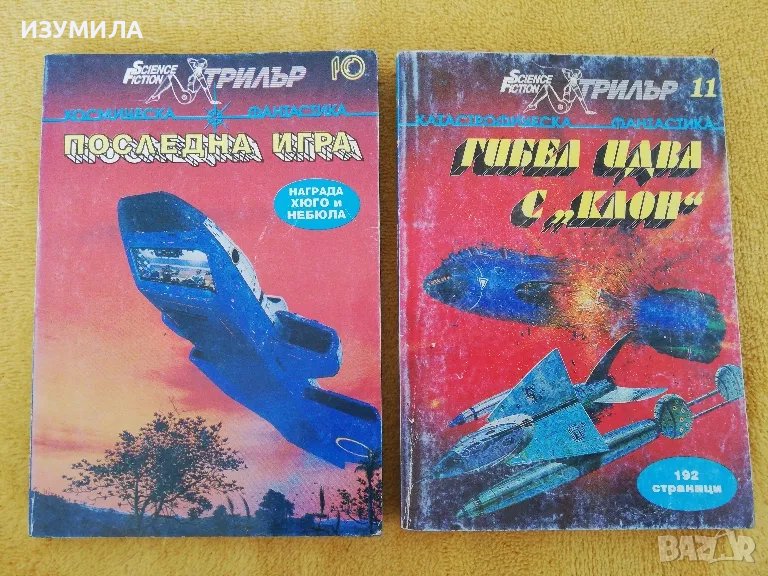 ИЗУМИЛА
SCIENCE
FICTION
ТРИЛЪР
10
КОСМИЧЕСКА ФАНТАСТИКА
ПОСЛЕДНА ИГРА
НАГРАДА
ХЮГО и
НЕБЮЛА
SCIENCE
FICTION
ТРИЛЪР
11
КАТАСТРОФИЧЕСКА ФАНТАСТИКА
ГИБЕЛ ИДВА
С „КЛОН“
192
страници
BAZAR